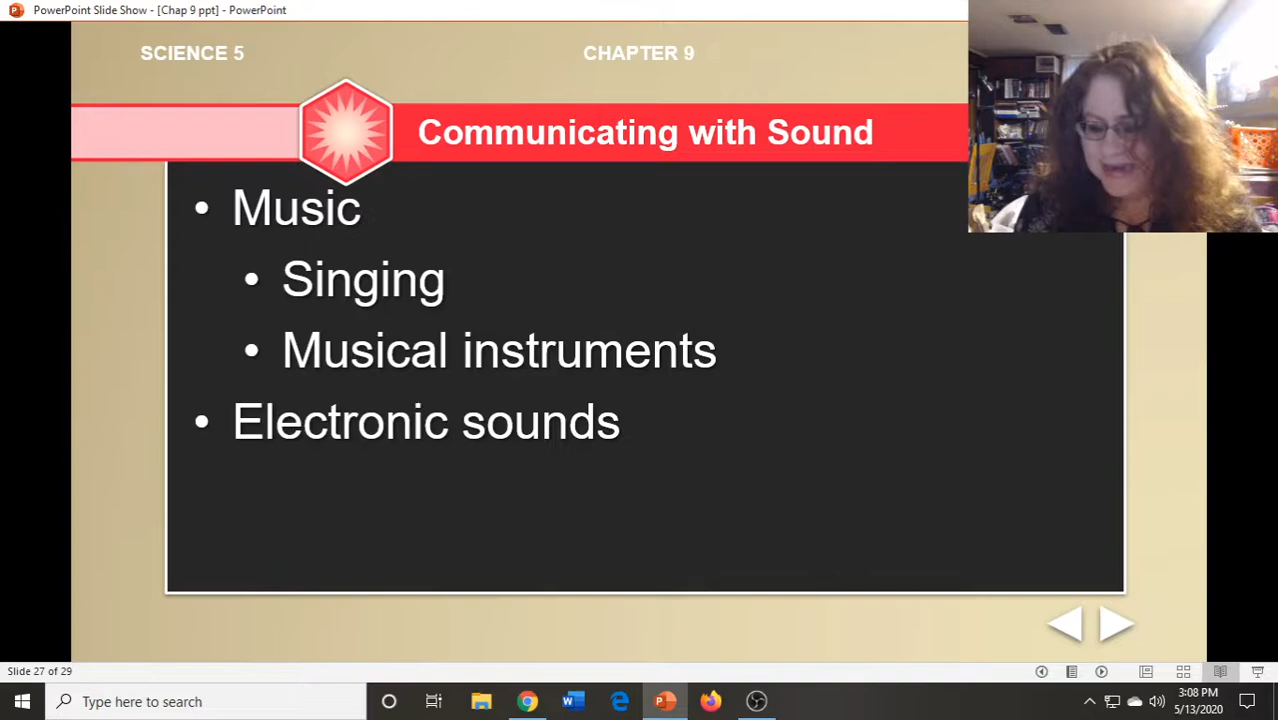 PowerPoint Slide Show - [Chap 9 ppt] - PowerPoint
SCIENCE 5
CHAPTER 9
Communicating with Sound
• Music
• Singing
• Musical instruments
• Electronic sounds
Slide 27 of 29
Type here to search
3:08 PM
5/13/2020